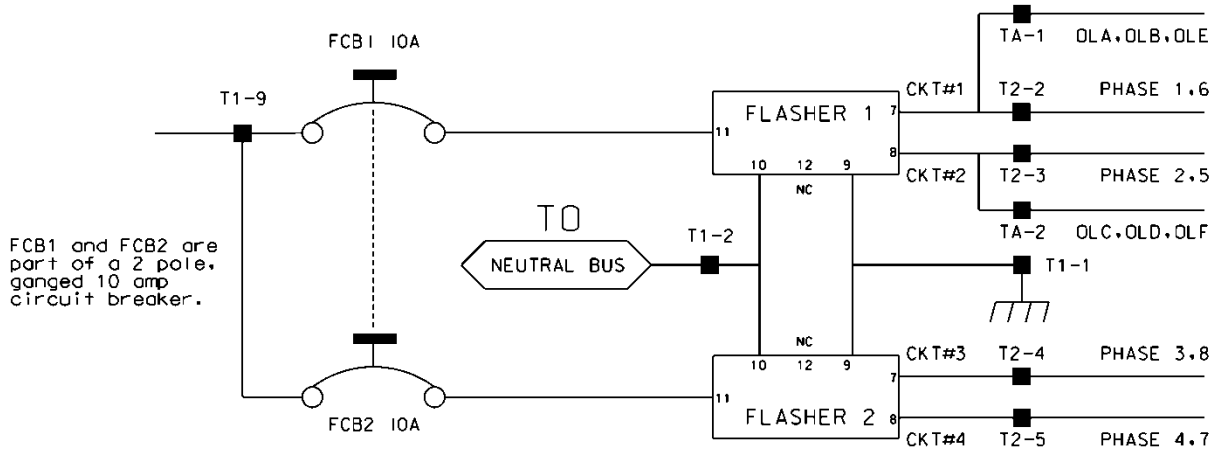 TA-1 OLA,OLB,OLE
FCB1 10A
T1-9
CKT#1 T2-2 PHASE 1,6
FLASHER 1
7
11
8
10 12 9
NC
CKT#2 T2-3 PHASE 2,5
TA-2 OLC,OLD,OLF
TO
NEUTRAL BUS
T1-2
T1-1
FCB1 and FCB2 are
part of a 2 pole,
ganged 10 amp
circuit breaker.
NC
10 12 9
CKT#3 T2-4 PHASE 3,8
7
11
FLASHER 2
8
FCB2 10A
CKT#4 T2-5 PHASE 4,7